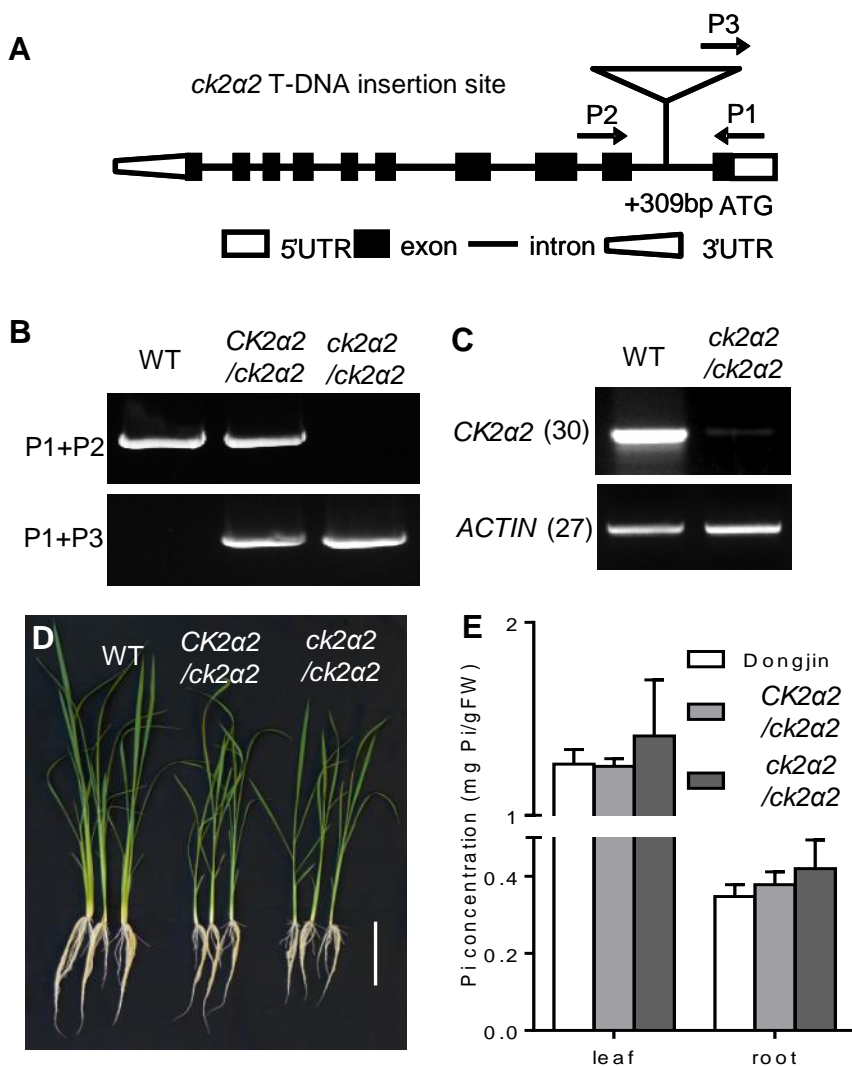 A
P3
ck2α2 T-DNA insertion site
P2
P1
+309bp ATG
5'UTR exon intron 3'UTR
B
WT
CK2α2
/ck2α2
ck2α2
/ck2α2
P1+P2
P1+P3
C
WT
ck2α2
/ck2α2
CK2α2 (30)
ACTIN (27)
D
WT
CK2α2
/ck2α2
ck2α2
/ck2α2
E
Pi concentration (mg Pi/gFW)
2
1
0.4
0.2
0.0
Dongjin
CK2α2
/ck2α2
ck2α2
/ck2α2
leaf
root